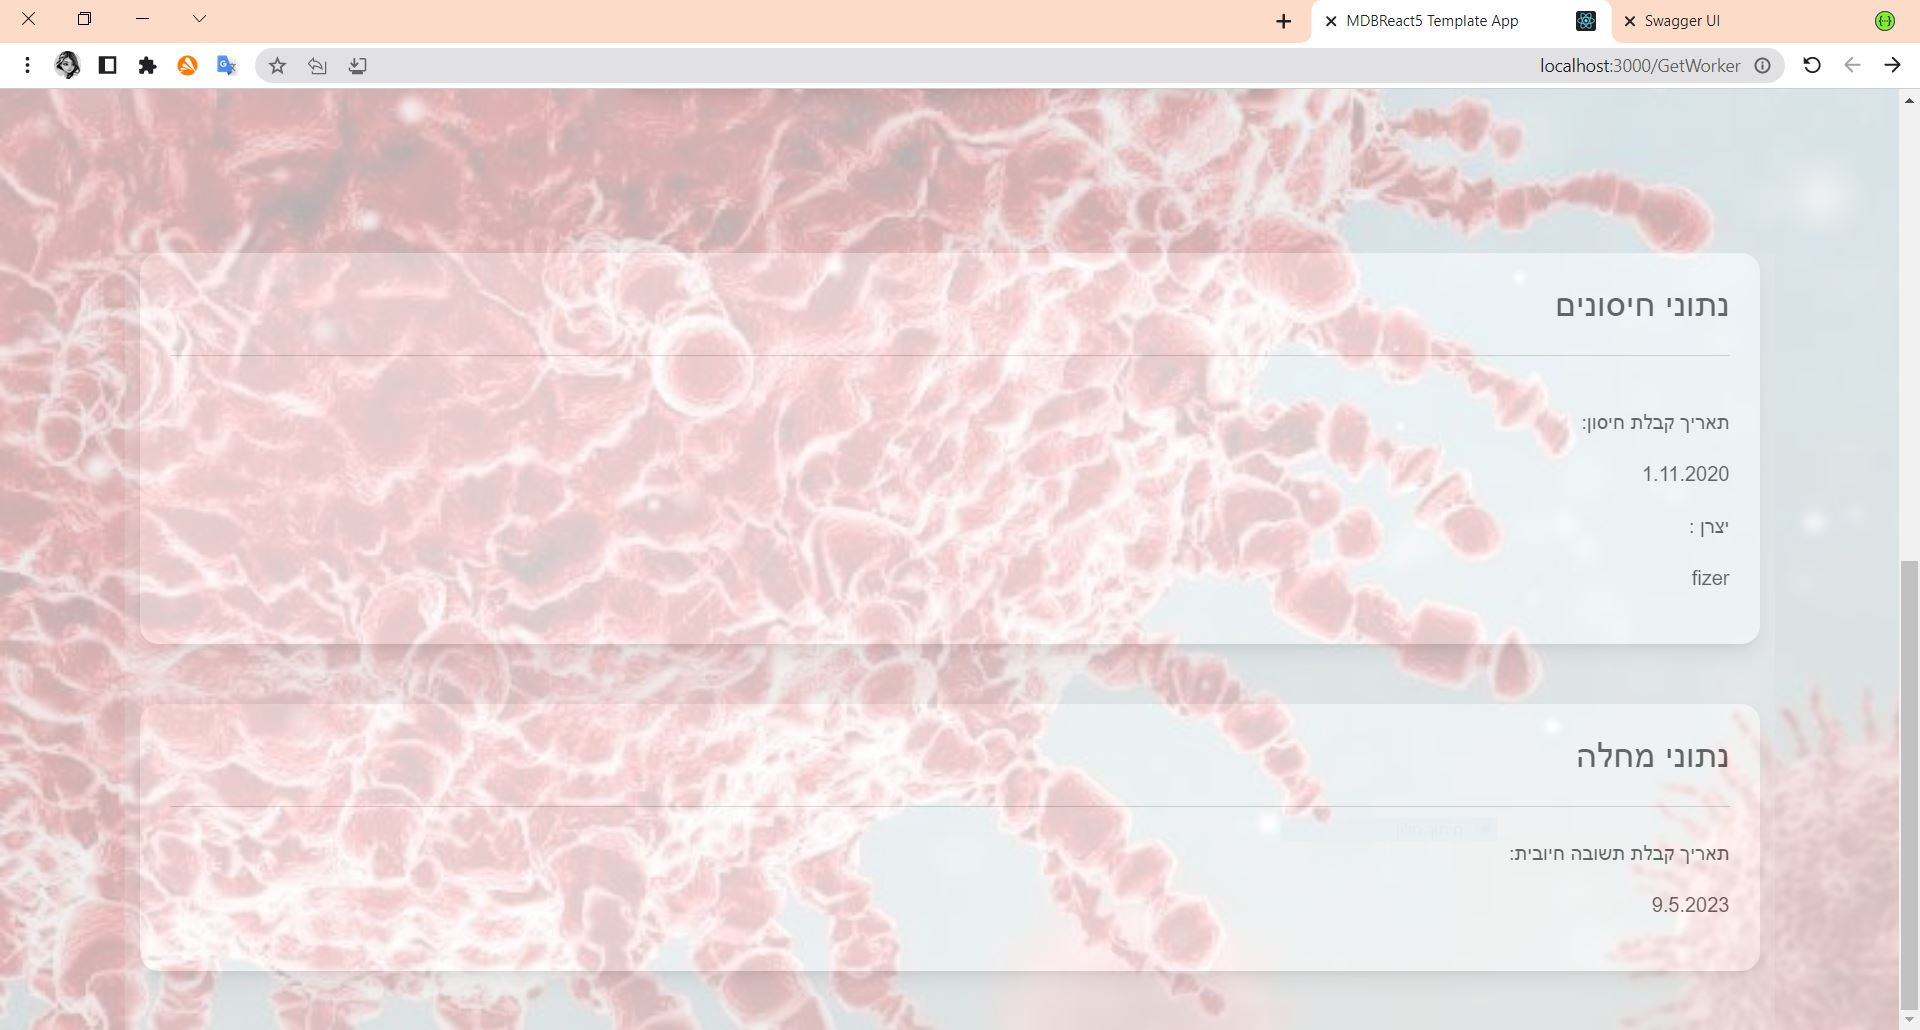 MDBReact5 Template App
Swagger UI
localhost:3000/GetWorker
נתוני חיסונים
תאריך קבלת חיסון:
1.11.2020
יצרן :
fizer
נתוני מחלה
תאריך קבלת תשובה חיובית:
9.5.2023